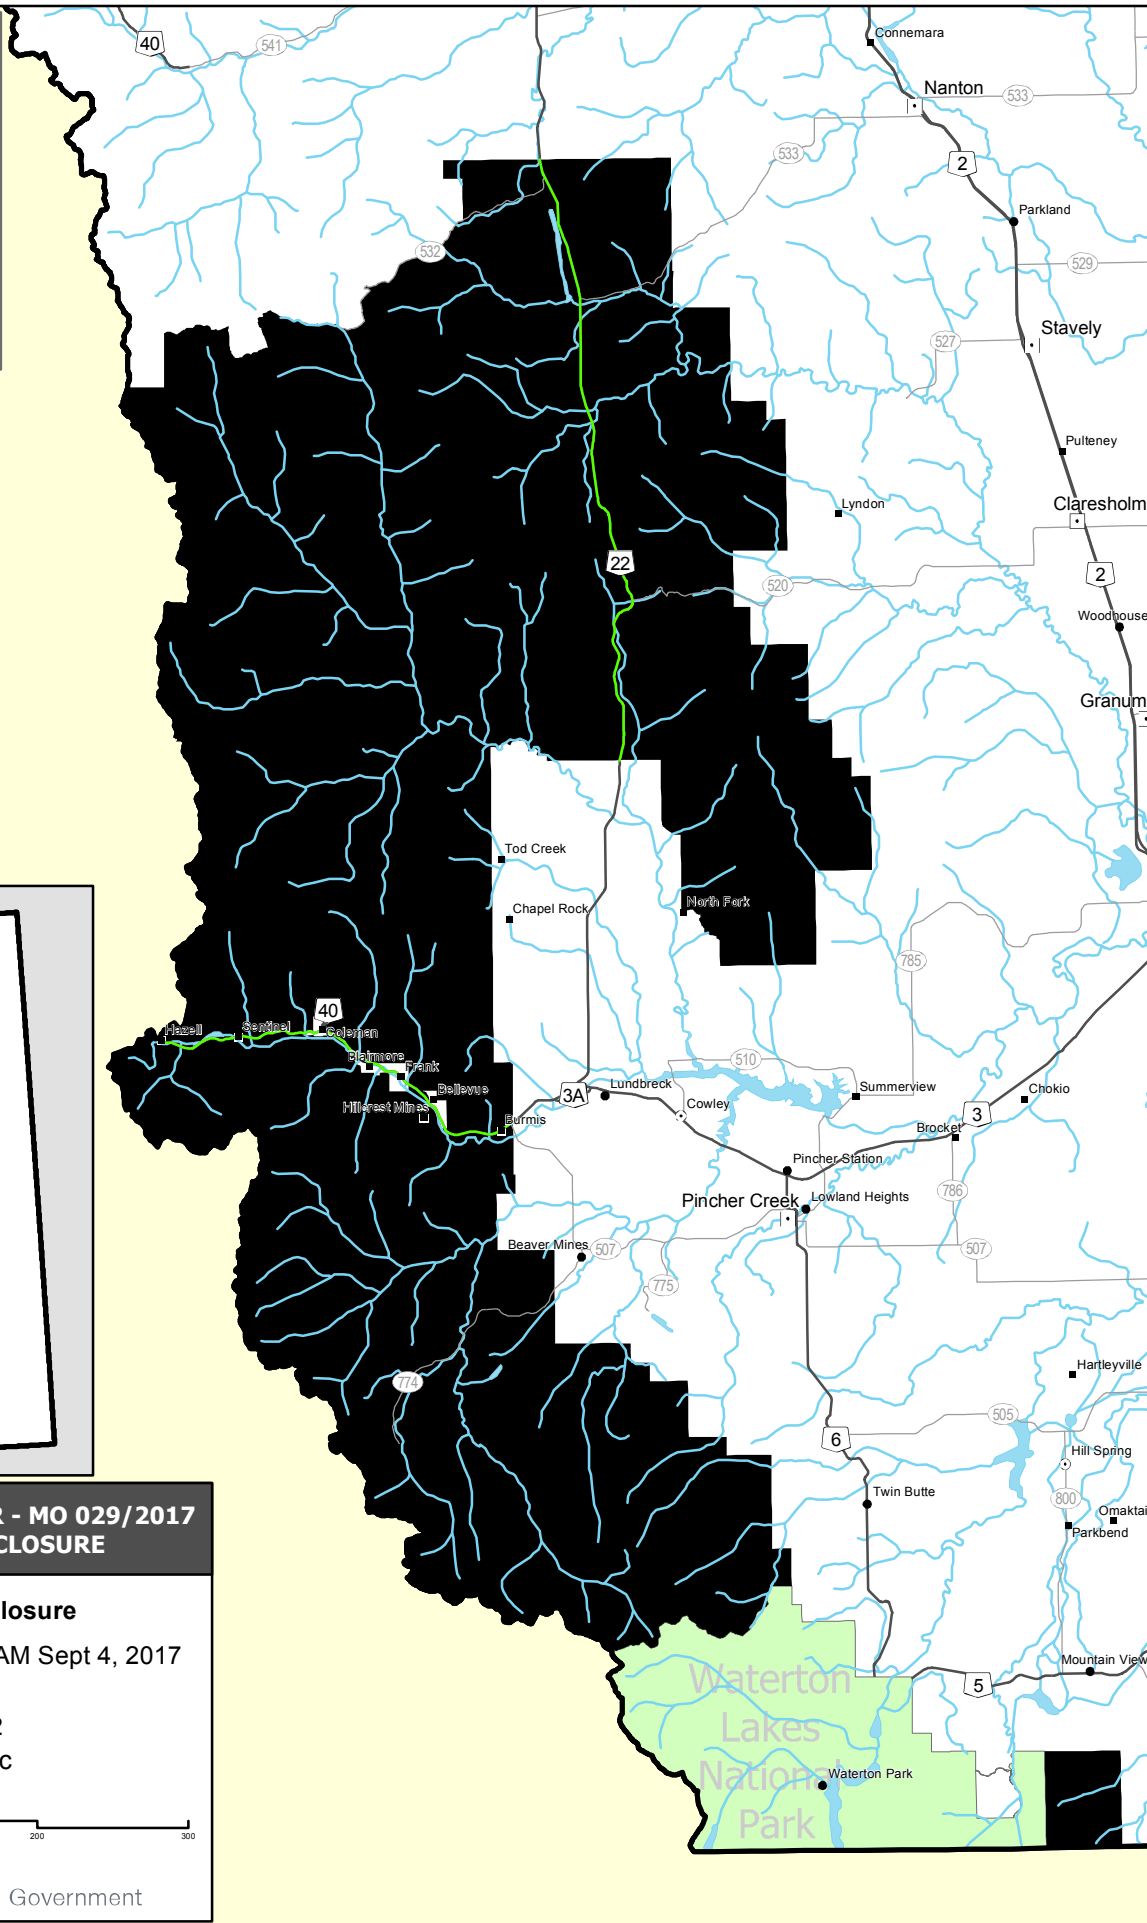 40
541
Connemara
Nanton
533
533
2
Parkland
532
529
Stavely
527
Pulteney
Lyndon
Claresholm
22
2
520
Woodhouse
Granum
Tod Creek
Chapel Rock
North Fork
785
40
Hazell
Sentinel
Coleman
Blairmore
Frank
510
Bellevue
Lundbreck
Summerview
Chokio
3A
Hillcrest Mines
Cowley
3
Burmis
Brocket
Pincher Station
786
Pincher Creek
Lowland Heights
Beaver Mines
507
507
775
Hartleyville
774
505
6
Hill Spring
Twin Butte
800
Omaktai
Parkbend
R - MO 029/2017
CLOSURE
losure
AM Sept 4, 2017
2
c
200
300
Government
Mountain View
5
Waterton
Lakes
National
Park
Waterton Park